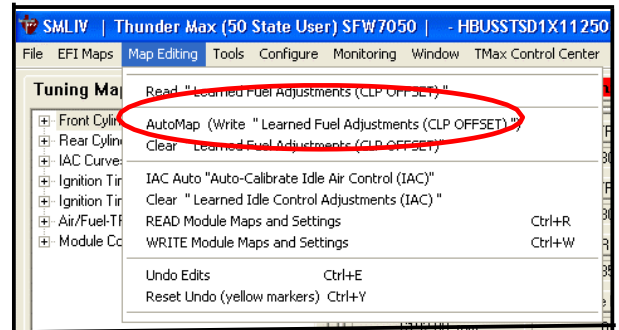 SMLIV | Thunder Max (50 State User) SFW7050 | - HBUSSTSD1X11250
File EFI Maps Map Editing Tools Configure Monitoring Window TMax Control Center
Tuning Map
Read "Learned Fuel Adjustments (CLP OFFSET)"
Front Cylin
AutoMap (Write "Learned Fuel Adjustments (CLP OFFSET)")
Rear Cylin
Clear "Learned Fuel Adjustments (CLP OFFSET)"
IAC Curve
IAC Auto "Auto-Calibrate Idle Air Control (IAC)"
Ignition Tir
Clear "Learned Idle Control Adjustments (IAC)"
Ignition Tir
READ Module Maps and Settings Ctrl+R
Air/Fuel-TF
WRITE Module Maps and Settings Ctrl+W
Module Co
Undo Edits Ctrl+E
Reset Undo (yellow markers) Ctrl+Y